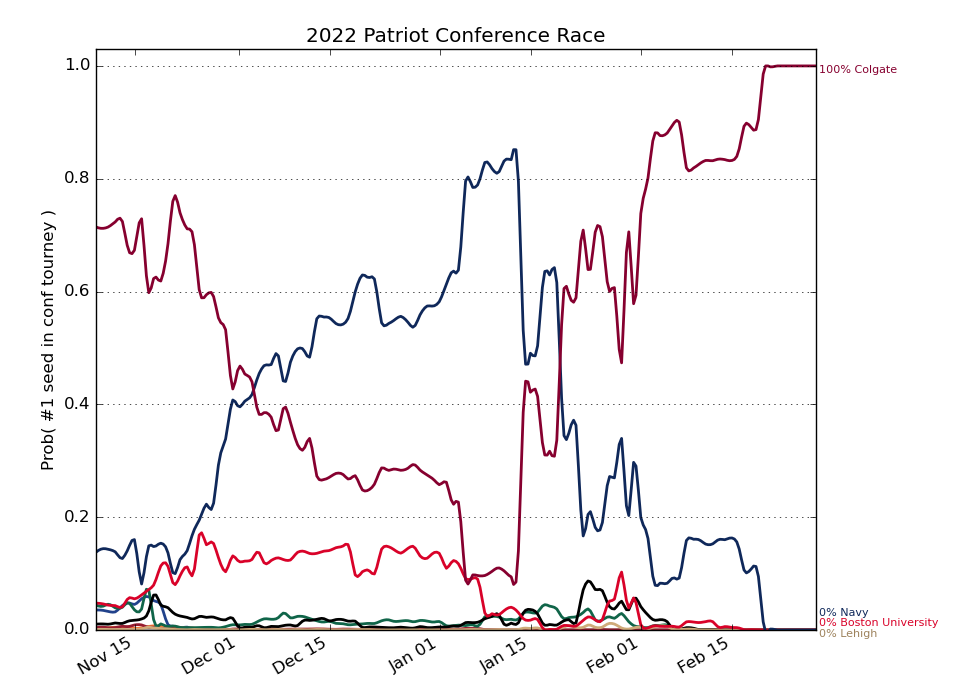 2022 Patriot Conference Race
Prob( #1 seed in conf tourney )
1.0
0.8
0.6
0.4
0.2
0.0
Nov 15
Dec 01
Dec 15
Jan 01
Jan 15
Feb 01
Feb 15
100% Colgate
0% Navy
0% Boston University
0% Lehigh